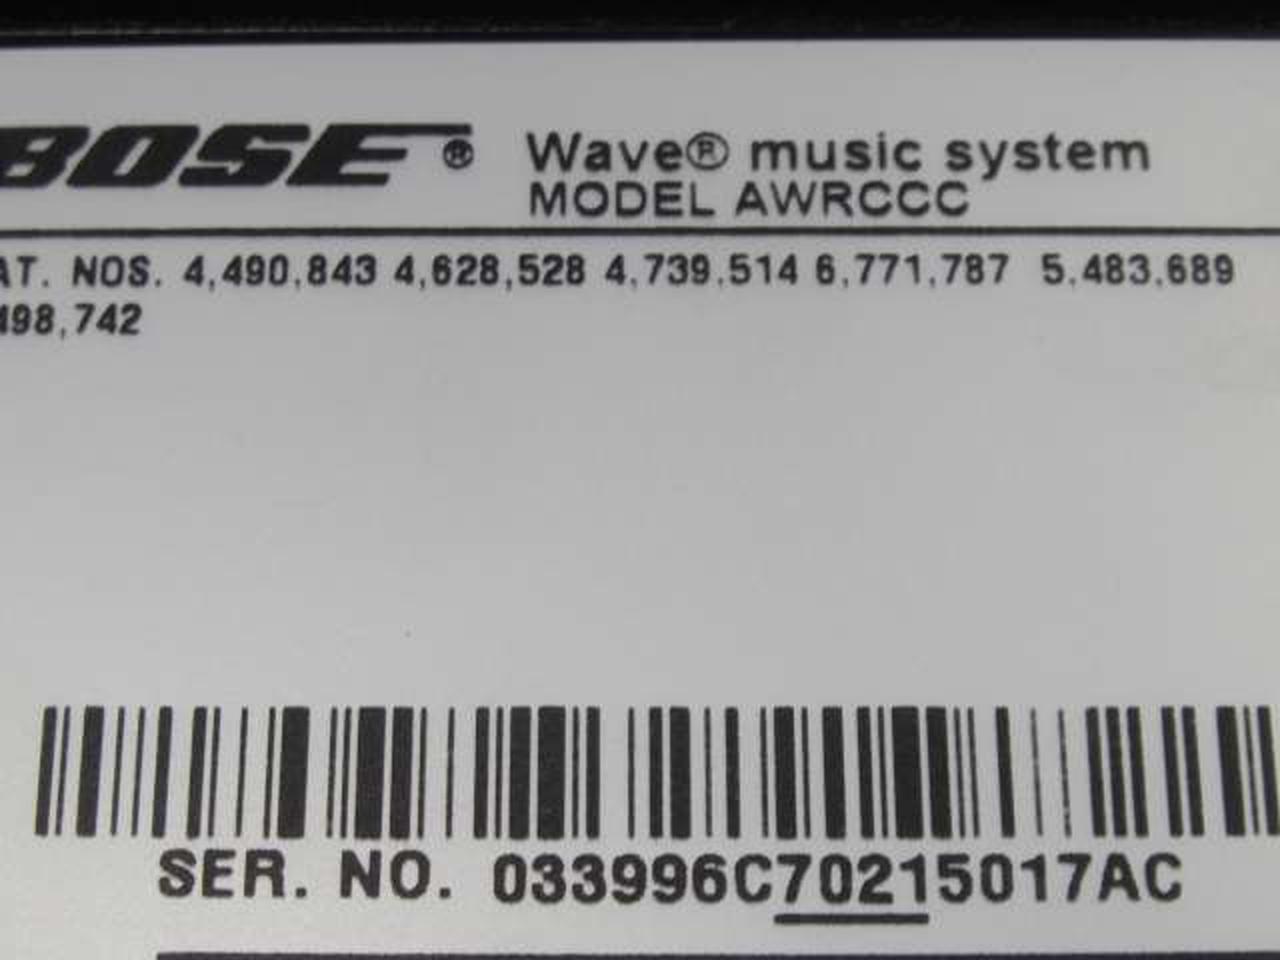 BOSE® Wave® music system
MODEL AWRCCC
AT. NOS. 4,490,843 4,628,528 4,739,514 6,771,787 5,483,689
498,742
SER. NO. 033996C70215017AC